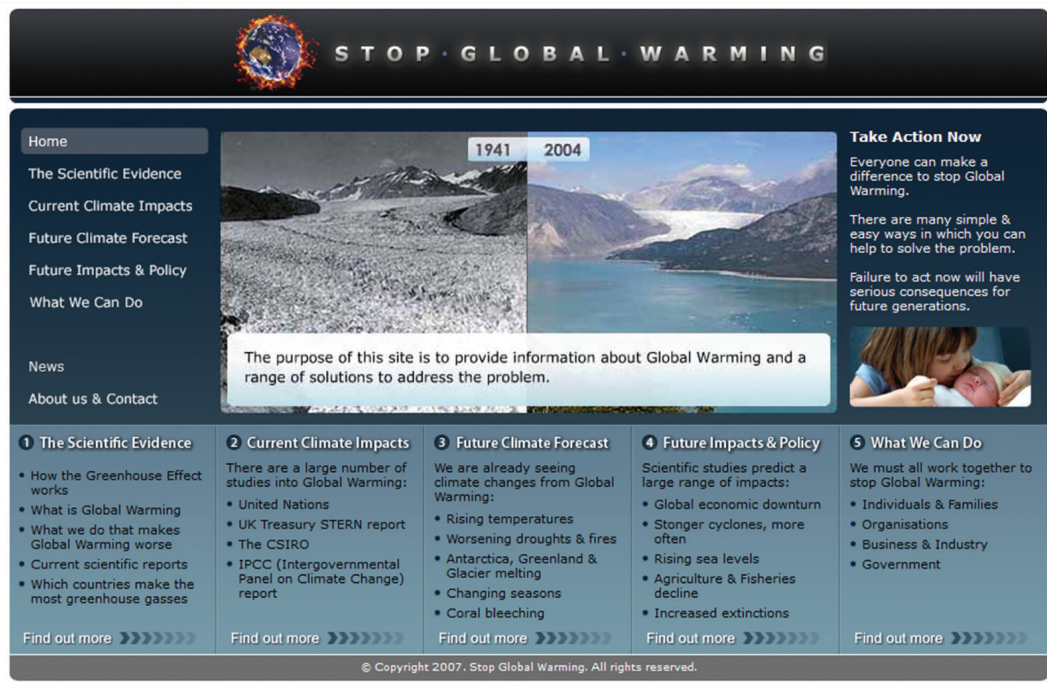 STOP·GLOBAL·WARMING
Home
The Scientific Evidence
Current Climate Impacts
Future Climate Forecast
Future Impacts & Policy
What We Can Do
News
About us & Contact
1941 2004
The purpose of this site is to provide information about Global Warming and a
range of solutions to address the problem.
Take Action Now
Everyone can make a
difference to stop Global
Warming.
There are many simple &
easy ways in which you can
help to solve the problem.
Failure to act now will have
serious consequences for
future generations.
1 The Scientific Evidence
• How the Greenhouse Effect
works
• What is Global Warming
• What we do that makes
Global Warming worse
• Current scientific reports
• Which countries make the
most greenhouse gasses
Find out more
2 Current Climate Impacts
There are a large number of
studies into Global Warming:
• United Nations
• UK Treasury STERN report
• The CSIRO
• IPCC (Intergovernmental
Panel on Climate Change)
report
Find out more
3 Future Climate Forecast
We are already seeing
climate changes from Global
Warming:
• Rising temperatures
• Worsening droughts & fires
• Antarctica, Greenland &
Glacier melting
• Changing seasons
• Coral bleeching
Find out more
4 Future Impacts & Policy
Scientific studies predict a
large range of impacts:
• Global economic downturn
• Stonger cyclones, more
often
• Rising sea levels
• Agriculture & Fisheries
decline
• Increased extinctions
Find out more
5 What We Can Do
We must all work together to
stop Global Warming:
• Individuals & Families
• Organisations
• Business & Industry
• Government
Find out more
© Copyright 2007. Stop Global Warming. All rights reserved.